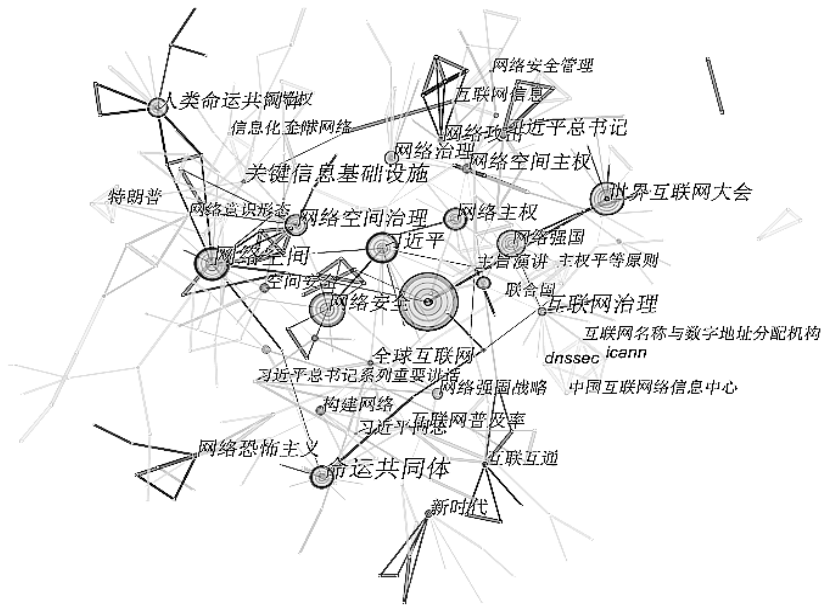 网络安全管理
人类命运共同体
互联网信息
信息化
网络
网络政治
习近平总书记
网络治理
网络空间主权
关键信息基础设施
特朗普
世界互联网大会
网络意识形态
网络空间治理
网络主权
习近平
网络强国
网络空间
主旨演讲
主权平等原则
空间安全
联合国
网络安全
互联网治理
互联网名称与数字地址分配机构
全球互联网
dnssec
icann
习近平总书记系列重要讲话
网络强国战略
中国互联网络信息中心
构建网络
互联网普及率
习近平同志
网络恐怖主义
命运共同体
互联互通
新时代